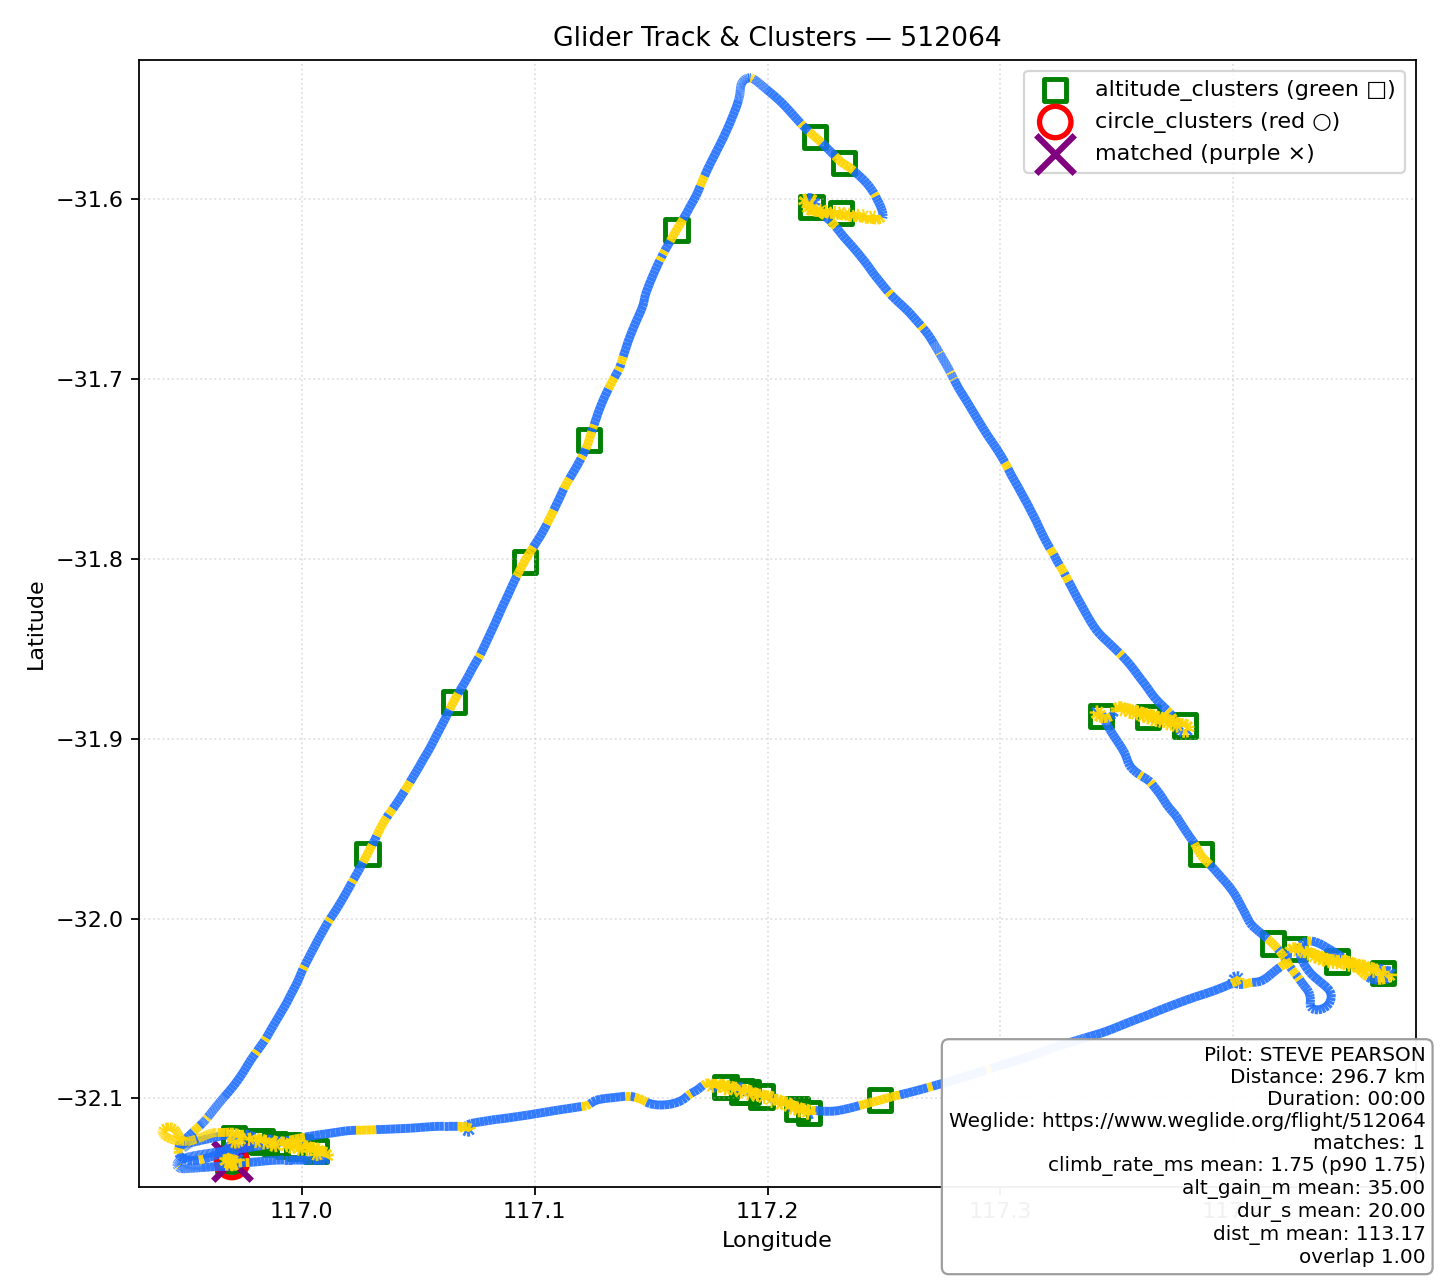 Glider Track & Clusters — 512064
altitude_clusters (green □)
circle_clusters (red ○)
matched (purple ×)
Latitude
−31.6
−31.7
−31.8
−31.9
−32.0
−32.1
117.0
117.1
117.2
117.3
Longitude
Pilot: STEVE PEARSON
Distance: 296.7 km
Duration: 00:00
Weglide: https://www.weglide.org/flight/512064
matches: 1
climb_rate_ms mean: 1.75 (p90 1.75)
alt_gain_m mean: 35.00
dur_s mean: 20.00
dist_m mean: 113.17
overlap 1.00